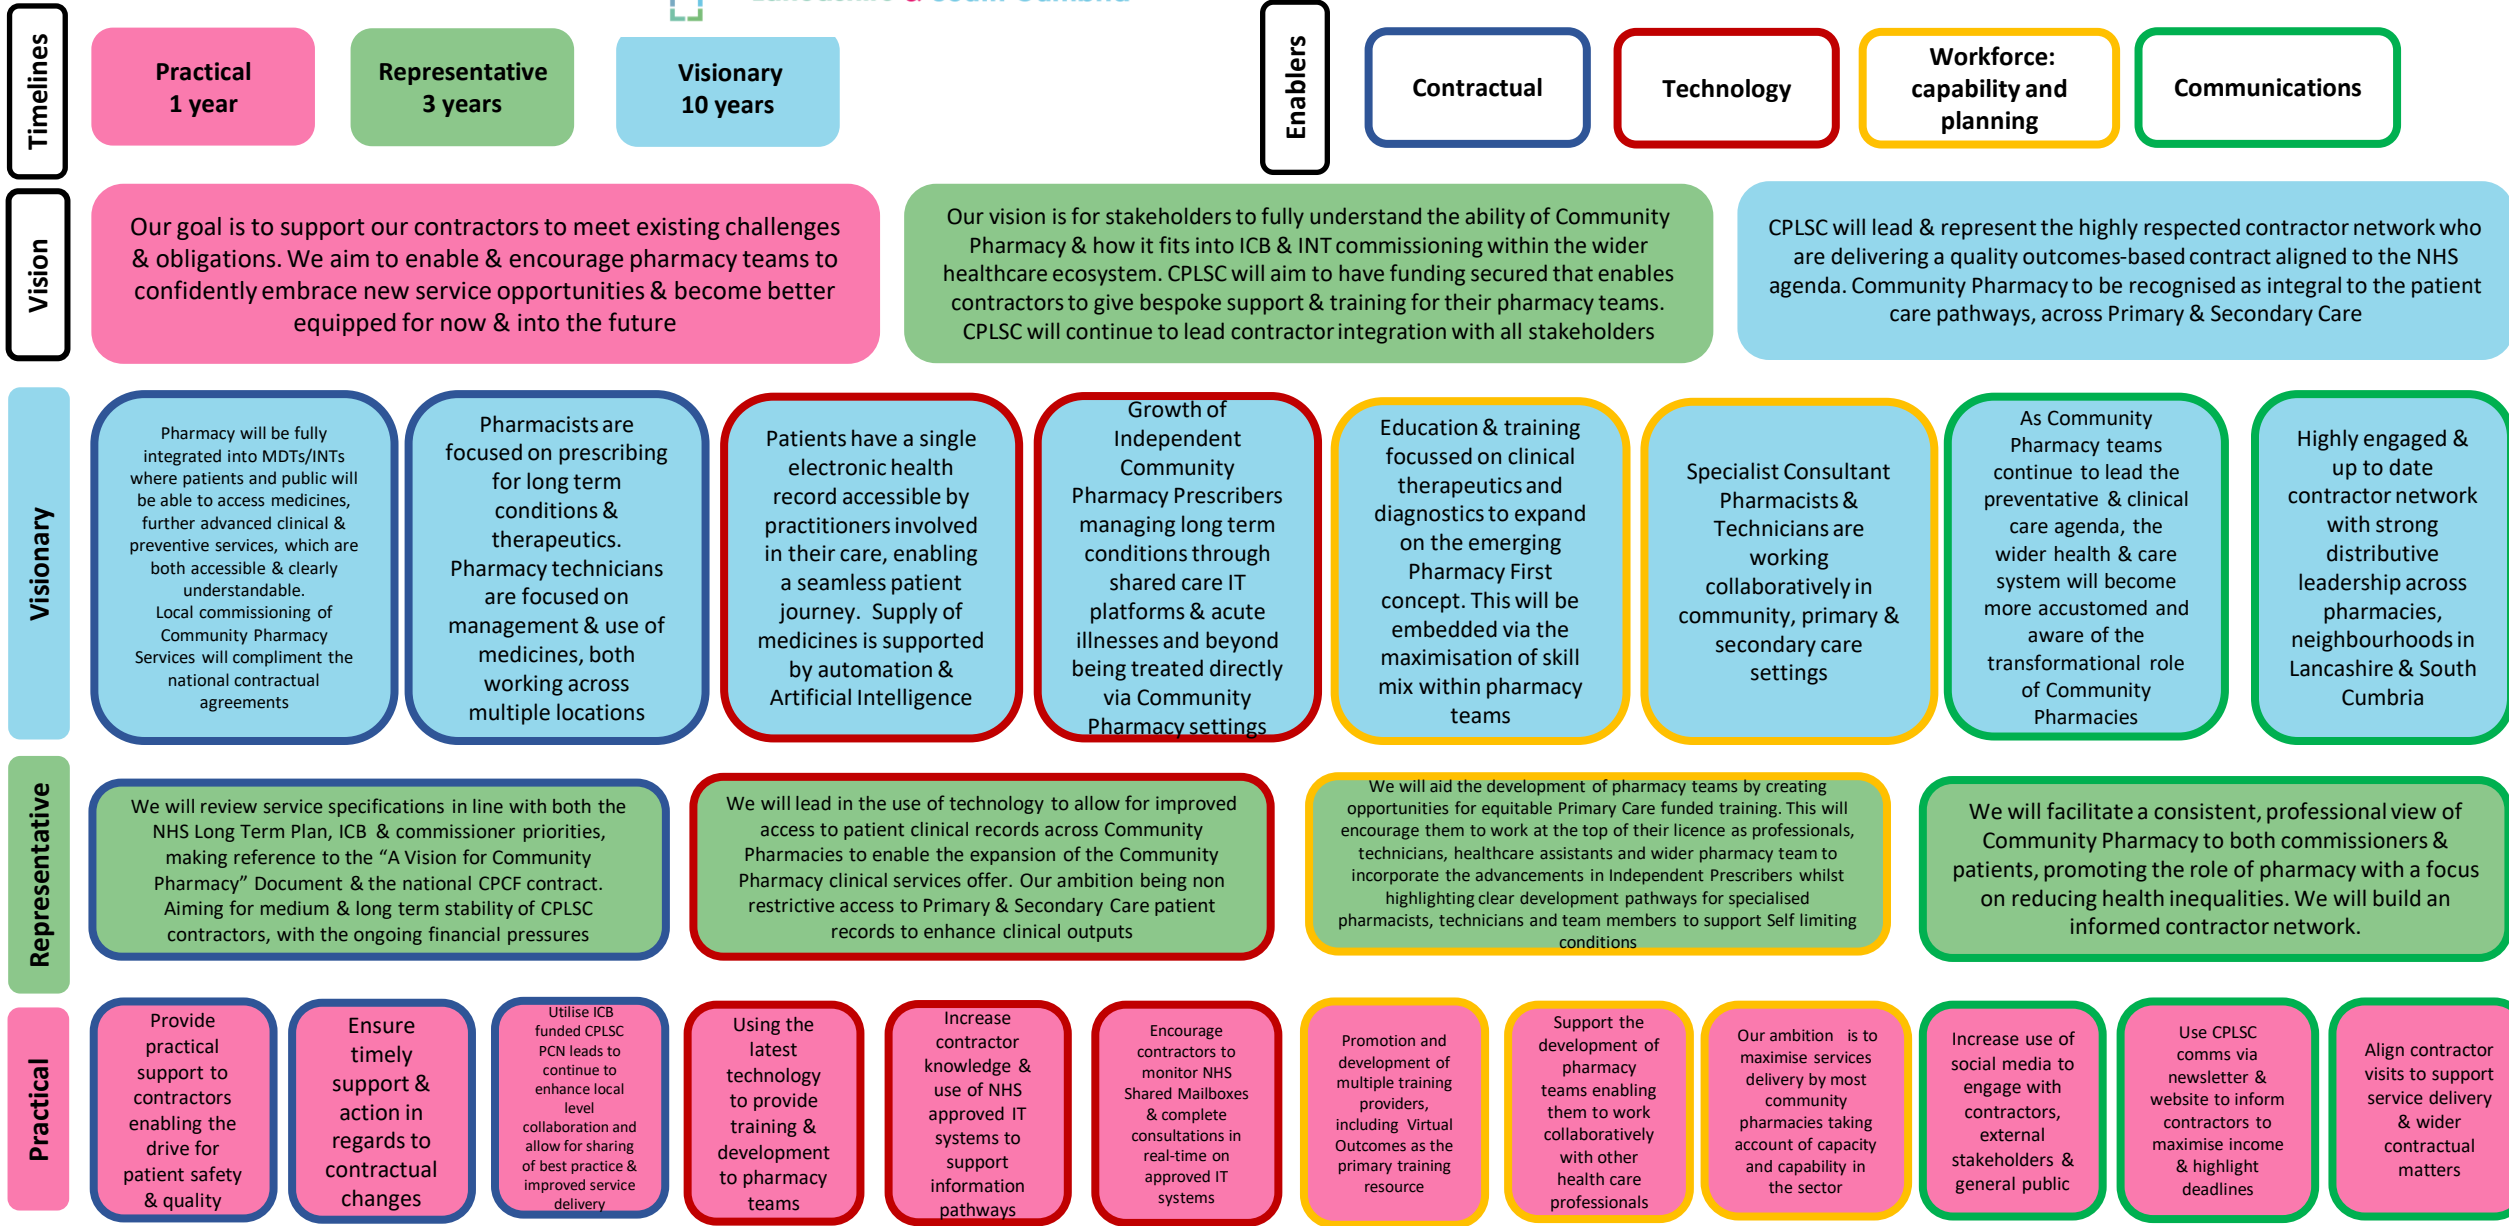 Lancashire & South Cumbria
Timelines
Practical
1 year
Representative
3 years
Visionary
10 years
Enablers
Contractual
Technology
Workforce:
capability and
planning
Communications
Vision
Our goal is to support our contractors to meet existing challenges
& obligations. We aim to enable & encourage pharmacy teams to
confidently embrace new service opportunities & become better
equipped for now & into the future
Our vision is for stakeholders to fully understand the ability of Community
Pharmacy & how it fits into ICB & INT commissioning within the wider
healthcare ecosystem. CPLSC will aim to have funding secured that enables
contractors to give bespoke support & training for their pharmacy teams.
CPLSC will continue to lead contractor integration with all stakeholders
CPLSC will lead & represent the highly respected contractor network who
are delivering a quality outcomes-based contract aligned to the NHS
agenda. Community Pharmacy to be recognised as integral to the patient
care pathways, across Primary & Secondary Care
Visionary
Pharmacy will be fully
integrated into MDTs/INTs
where patients and public will
be able to access medicines,
further advanced clinical &
preventive services, which are
both accessible & clearly
understandable.
Local commissioning of
Community Pharmacy
Services will compliment the
national contractual
agreements
Pharmacists are
focused on prescribing
for long term
conditions &
therapeutics.
Pharmacy technicians
are focused on
management & use of
medicines, both
working across
multiple locations
Patients have a single
electronic health
record accessible by
practitioners involved
in their care, enabling
a seamless patient
journey. Supply of
medicines is supported
by automation &
Artificial Intelligence
Growth of
Independent
Community
Pharmacy Prescribers
managing long term
conditions through
shared care IT
platforms & acute
illnesses and beyond
being treated directly
via Community
Pharmacy settings
Education & training
focussed on clinical
therapeutics and
diagnostics to expand
on the emerging
Pharmacy First
concept. This will be
embedded via the
maximisation of skill
mix within pharmacy
teams
Specialist Consultant
Pharmacists &
Technicians are
working
collaboratively in
community, primary &
secondary care
settings
As Community
Pharmacy teams
continue to lead the
preventative & clinical
care agenda, the
wider health & care
system will become
more accustomed and
aware of the
transformational role
of Community
Pharmacies
Highly engaged &
up to date
contractor network
with strong
distributive
leadership across
pharmacies,
neighbourhoods in
Lancashire & South
Cumbria
Representative
We will review service specifications in line with both the
NHS Long Term Plan, ICB & commissioner priorities,
making reference to the “A Vision for Community
Pharmacy” Document & the national CPCF contract.
Aiming for medium & long term stability of CPLSC
contractors, with the ongoing financial pressures
We will lead in the use of technology to allow for improved
access to patient clinical records across Community
Pharmacies to enable the expansion of the Community
Pharmacy clinical services offer. Our ambition being non
restrictive access to Primary & Secondary Care patient
records to enhance clinical outputs
We will aid the development of pharmacy teams by creating
opportunities for equitable Primary Care funded training. This will
encourage them to work at the top of their licence as professionals,
technicians, healthcare assistants and wider pharmacy team to
incorporate the advancements in Independent Prescribers whilst
highlighting clear development pathways for specialised
pharmacists, technicians and team members to support Self limiting
conditions
We will facilitate a consistent, professional view of
Community Pharmacy to both commissioners &
patients, promoting the role of pharmacy with a focus
on reducing health inequalities. We will build an
informed contractor network.
Practical
Provide
practical
support to
contractors
enabling the
drive for
patient safety
& quality
Ensure
timely
support &
action in
regards to
contractual
changes
Utilise ICB
funded CPLSC
PCN leads to
continue to
enhance local
level
collaboration and
allow for sharing
of best practice &
improved service
delivery
Using the
latest
technology
to provide
training &
development
to pharmacy
teams
Increase
contractor
knowledge &
use of NHS
approved IT
systems to
support
information
pathways
Encourage
contractors to
monitor NHS
Shared Mailboxes
& complete
consultations in
real-time on
approved IT
systems
Promotion and
development of
multiple training
providers,
including Virtual
Outcomes as the
primary training
resource
Support the
development of
pharmacy
teams enabling
them to work
collaboratively
with other
health care
professionals
Our ambition is to
maximise services
delivery by most
community
pharmacies taking
account of capacity
and capability in
the sector
Increase use of
social media to
engage with
contractors,
external
stakeholders &
general public
Use CPLSC
comms via
newsletter &
website to inform
contractors to
maximise income
& highlight
deadlines
Align contractor
visits to support
service delivery
& wider
contractual
matters